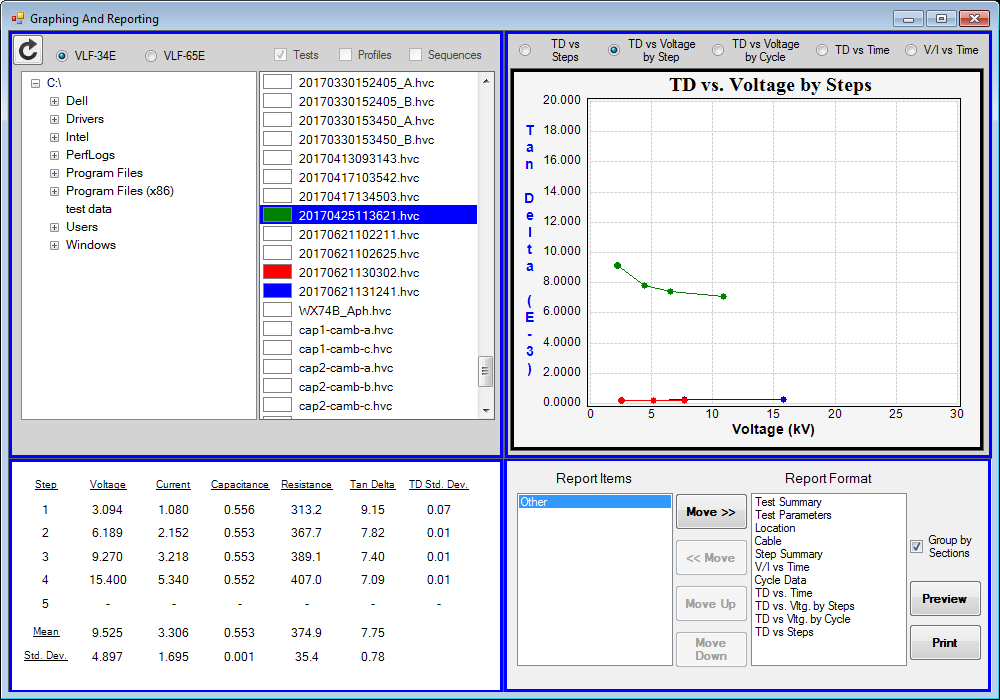 Graphing And Reporting
VLF-34E
VLF-65E
Tests
Profiles
Sequences
C:\
Dell
Drivers
Intel
PerfLogs
Program Files
Program Files (x86)
test data
Users
Windows
20170330152405_A.hvc
20170330152405_B.hvc
20170330153450_A.hvc
20170330153450_B.hvc
20170413093143.hvc
20170417103542.hvc
20170417134503.hvc
20170425113621.hvc
20170621102211.hvc
20170621102625.hvc
20170621130302.hvc
20170621131241.hvc
WX74B_Aph.hvc
cap1-camb-a.hvc
cap1-camb-c.hvc
cap2-camb-a.hvc
cap2-camb-b.hvc
cap2-camb-c.hvc
TD vs
Steps
TD vs Voltage
by Step
TD vs Voltage
by Cycle
TD vs Time
V/I vs Time
TD vs. Voltage by Steps
Tan Delta (E-3)
20.000
18.000
16.000
14.000
12.000
10.000
8.0000
6.0000
4.0000
2.0000
0.0000
0 5 10 15 20 25 30
Voltage (kV)
Step Voltage Current Capacitance Resistance Tan Delta TD Std. Dev.
1 3.094 1.080 0.556 313.2 9.15 0.07
2 6.189 2.152 0.553 367.7 7.82 0.01
3 9.270 3.218 0.553 389.1 7.40 0.01
4 15.400 5.340 0.552 407.0 7.09 0.01
5 - - - - - -
Mean 9.525 3.306 0.553 374.9 7.75
Std. Dev. 4.897 1.695 0.001 35.4 0.78
Report Items
Other
Move >>
<< Move
Move Up
Move
Down
Report Format
Test Summary
Test Parameters
Location
Cable
Step Summary
V/I vs Time
Cycle Data
TD vs. Time
TD vs. Vltg. by Steps
TD vs Vltg. by Cycle
TD vs Steps
Group by
Sections
Preview
Print